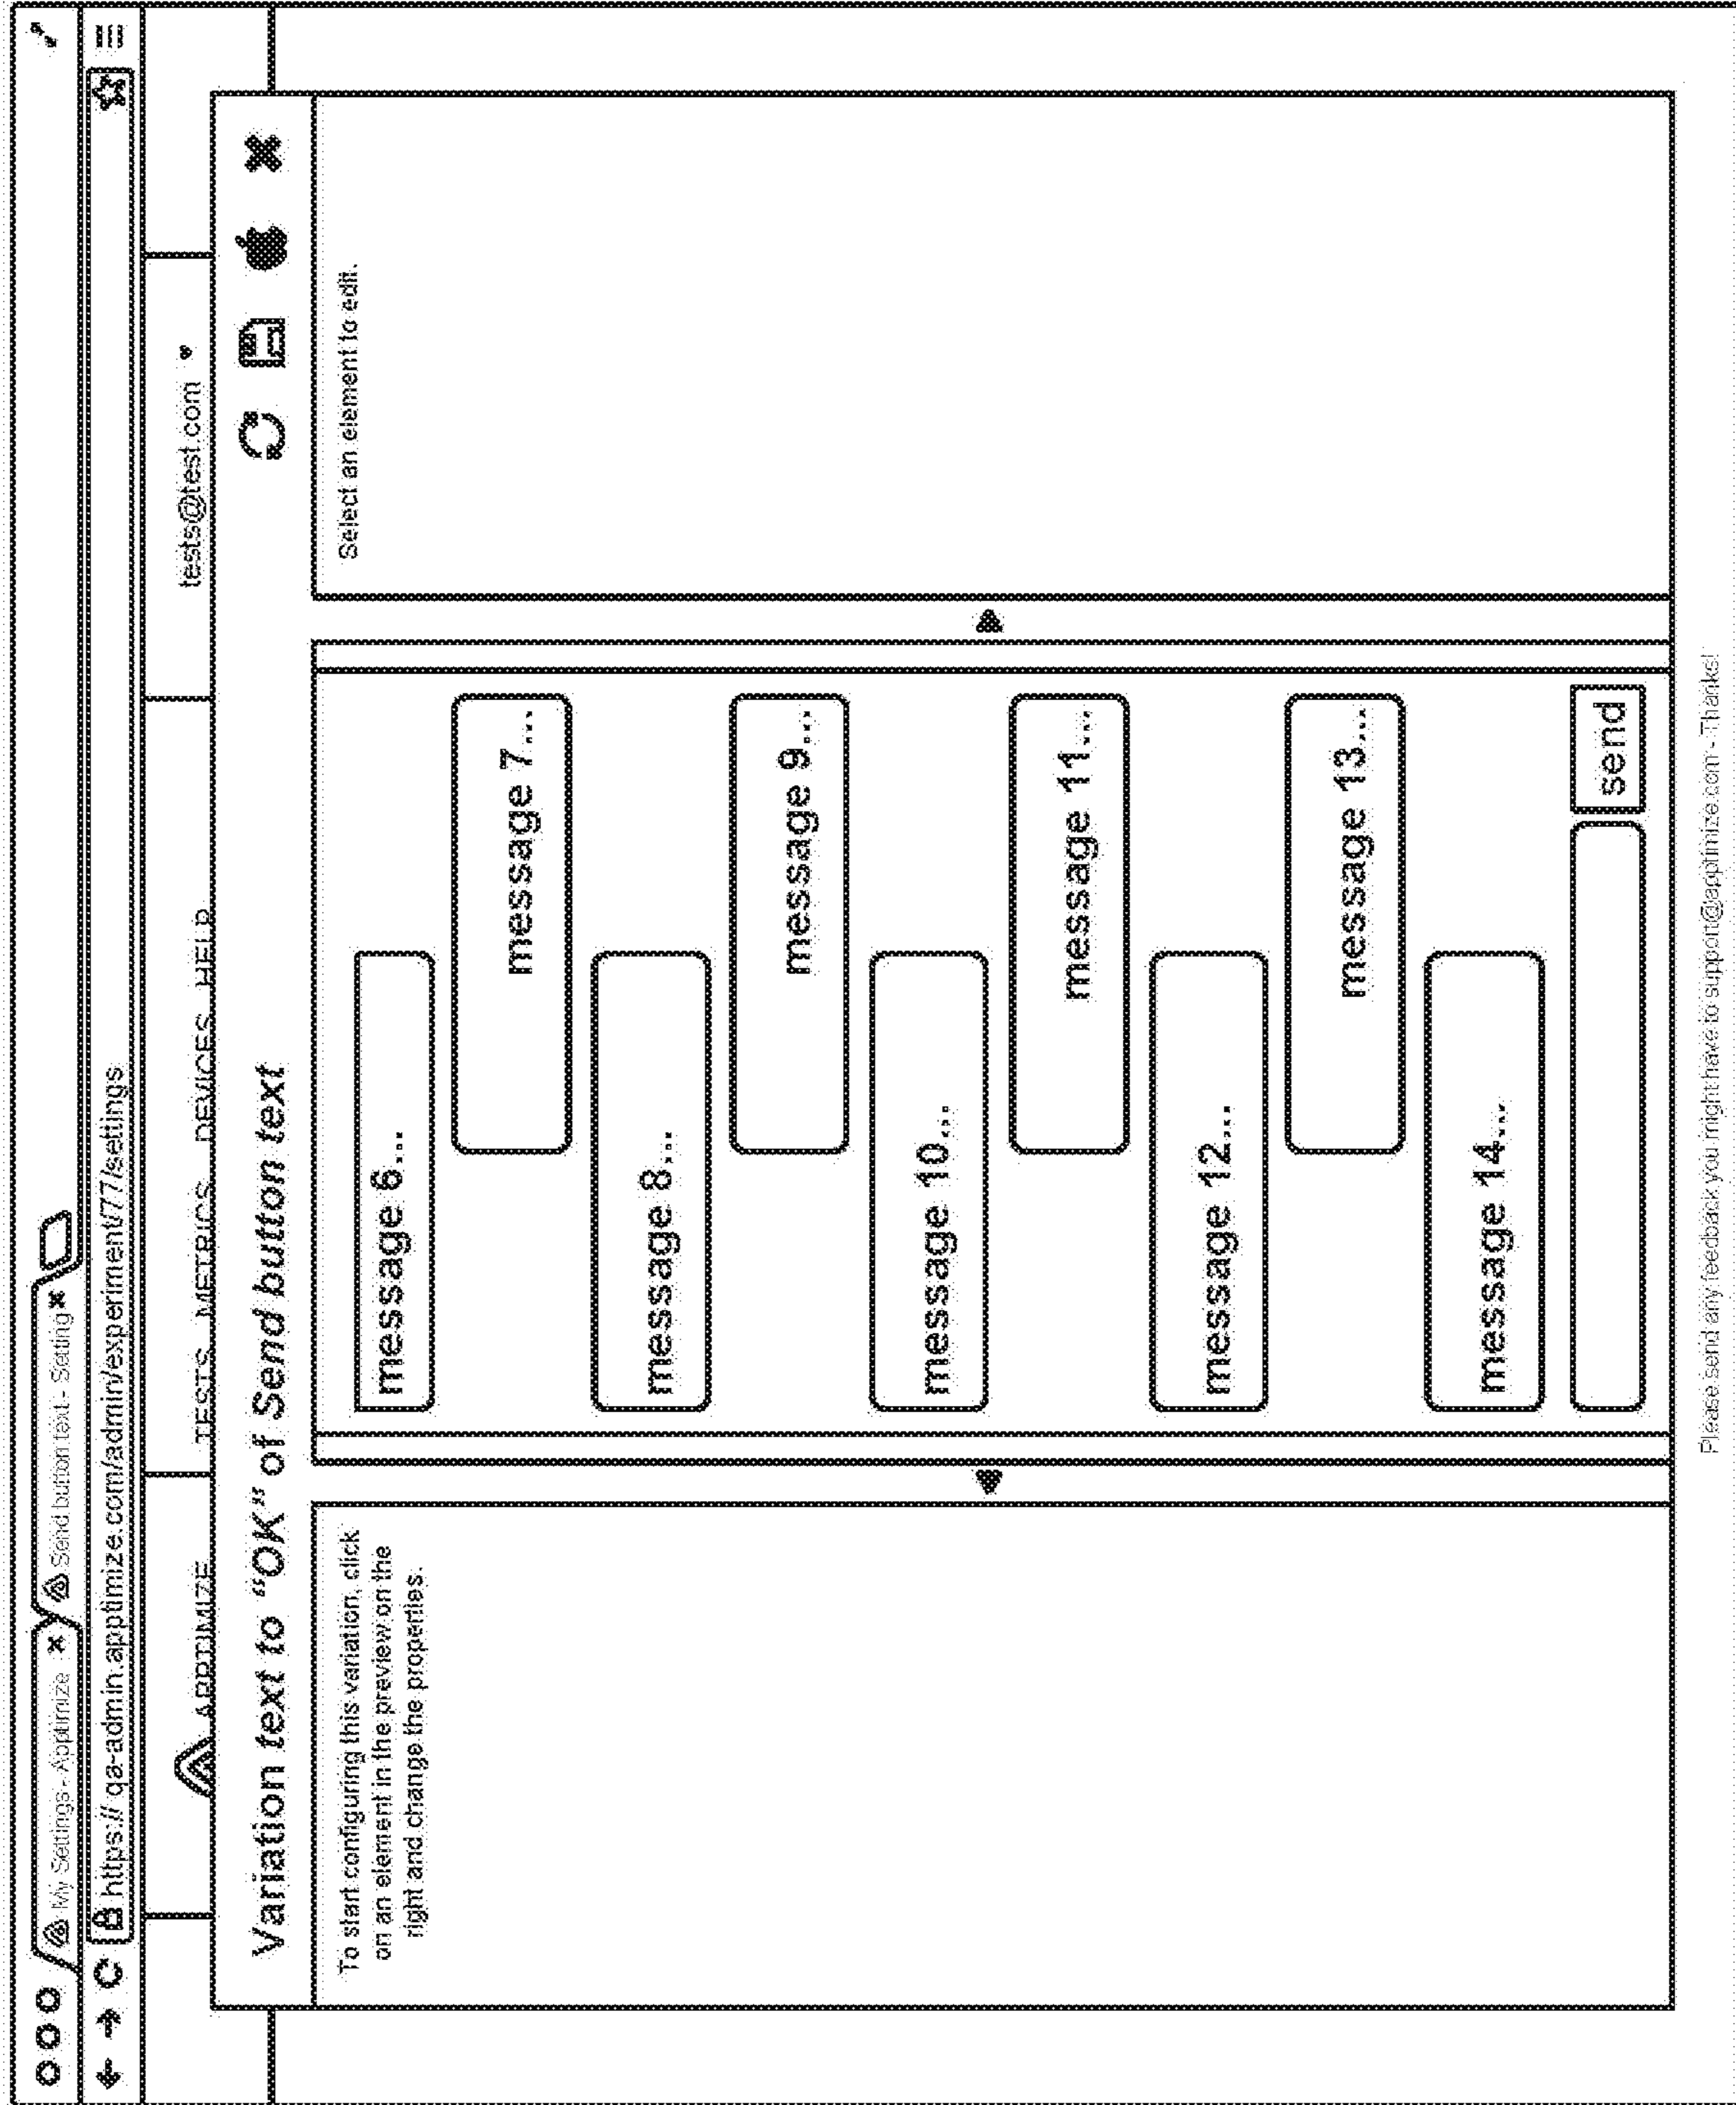 My Settings - Apptimize
Send button text - Setting
https:// qa-admin.apptimize.com/admin/experiment/77/settings
APPTIMIZE
TESTS METRICS DEVICES HELP
tests@test.com
Variation text to “OK” of Send button text
To start configuring this variation, click
on an element in the preview on the
right and change the properties.
message 6...
message 7...
message 8...
message 9...
message 10...
message 11...
message 12...
message 13...
message 14...
send
Select an element to edit.
Please send any feedback you might have to support@apptimize.com - Thanks!